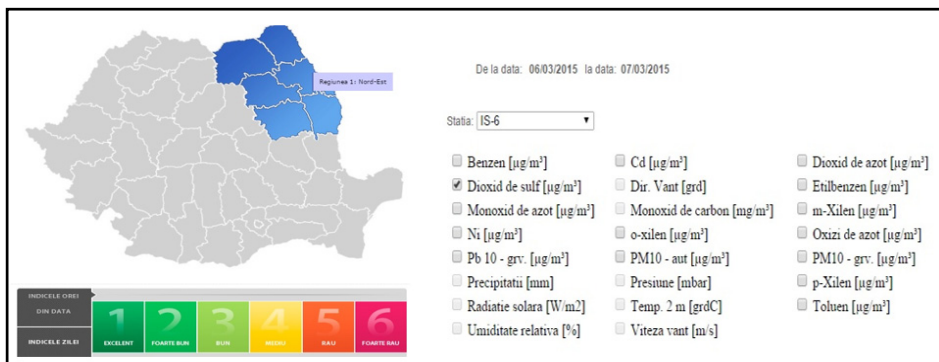 Regiunea 1: Nord-Est
De la data: 06/03/2015 la data: 07/03/2015
Statia: IS-6
Benzen [µg/m³] Cd [µg/m³] Dioxid de azot [µg/m³]
Dioxid de sulf [µg/m³] Dir. Vant [grd] Etilbenzen [µg/m³]
Monoxid de azot [µg/m³] Monoxid de carbon [mg/m³] m-Xilen [µg/m³]
Ni [µg/m³] o-xilen [µg/m³] Oxizi de azot [µg/m³]
Pb 10 - grv. [µg/m³] PM10 - aut [µg/m³] PM10 - grv. [µg/m³]
Precipitatii [mm] Presiune [mbar] p-Xilen [µg/m³]
Radiatie solara [W/m2] Temp. 2 m [grdC] Toluen [µg/m³]
Umiditate relativa [%] Viteza vant [m/s]
INDICELE OREI
DIN DATA
INDICELE ZILEI
1 2 3 4 5 6
EXCELENT FOARTE BUN BUN MEDIU RAU FOARTE RAU